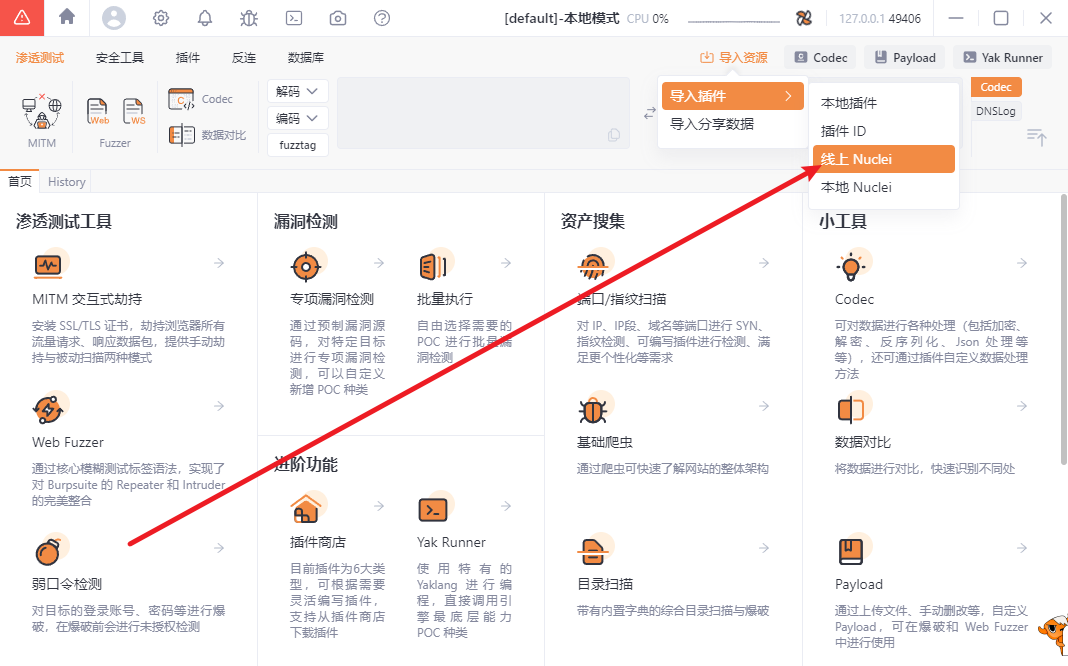 [default]-本地模式 CPU 0% 127.0.0.1 49406
渗透测试 安全工具 插件 反连 数据库 导入资源 Codec Payload Yak Runner
MITM
Web
WS
Fuzzer
Codec
数据对比
解码
编码
fuzztag
导入插件
导入分享数据
本地插件
插件 ID
线上 Nuclei
本地 Nuclei
Codec
DNSLog
首页 History
渗透测试工具
MITM 交互式劫持
安装 SSL/TLS 证书，劫持浏览器所有
流量请求、响应数据包，提供手动劫
持与被动扫描两种模式
Web Fuzzer
通过核心模糊测试标签语法，实现了
对 Burpsuite 的 Repeater 和 Intruder
的完美整合
弱口令检测
对目标的登录账号、密码等进行爆
破，在爆破前会进行未授权检测
漏洞检测
专项漏洞检测
通过预制漏洞源
码，对特定目标
进行专项漏洞检
测，可以自定义
新增 POC 种类
批量执行
自由选择需要的
POC 进行批量漏
洞检测
进阶功能
插件商店
目前插件为6大类
型，可根据需要
灵活编写插件，
支持从插件商店
下载插件
Yak Runner
使用特有的
Yaklang 进行编
程，直接调用引
擎最底层能力
POC 种类
资产搜集
端口/指纹扫描
对 IP、IP段、域名等端口进行 SYN、
指纹检测、可编写插件进行检测、满
足更个性化等需求
基础爬虫
通过爬虫可快速了解网站的整体架构
目录扫描
带有内置字典的综合目录扫描与爆破
小工具
Codec
可对数据进行各种处理（包括加密、
解密、反序列化、Json 处理等
等），还可通过插件自定义数据处理
方法
数据对比
将数据进行对比，快速识别不同处
Payload
通过上传文件、手动删改等，自定义
Payload，可在爆破和 Web Fuzzer
中进行使用